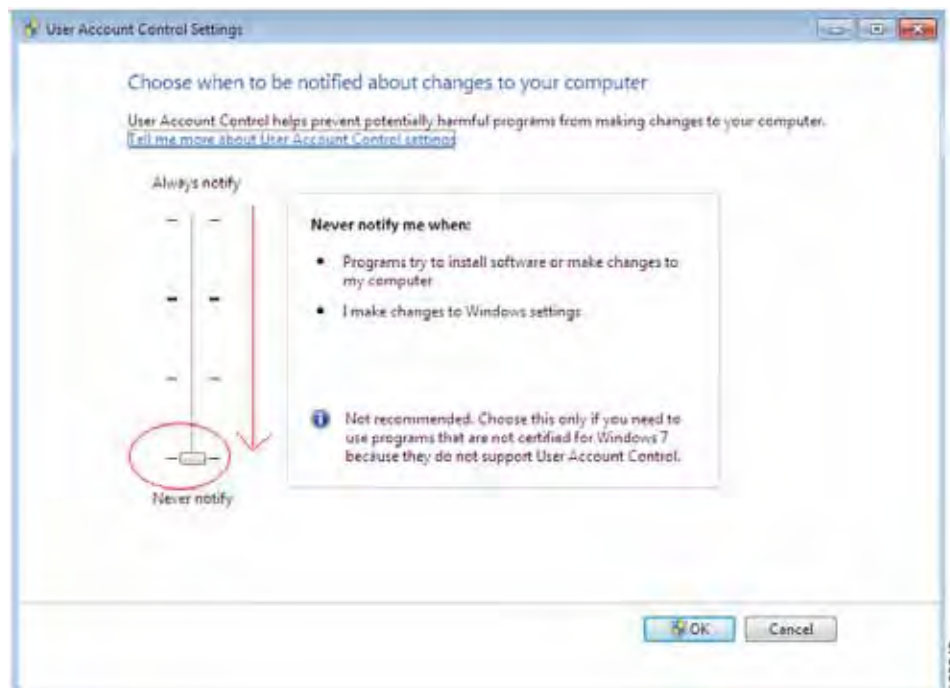 User Account Control Settings
Choose when to be notified about changes to your computer
User Account Control helps prevent potentially harmful programs from making changes to your computer.
Tell me more about User Account Control settings
Always notify
Never notify me when:
• Programs try to install software or make changes to
my computer
• I make changes to Windows settings
Not recommended. Choose this only if you need to
use programs that are not certified for Windows 7
because they do not support User Account Control.
Never notify
OK
Cancel